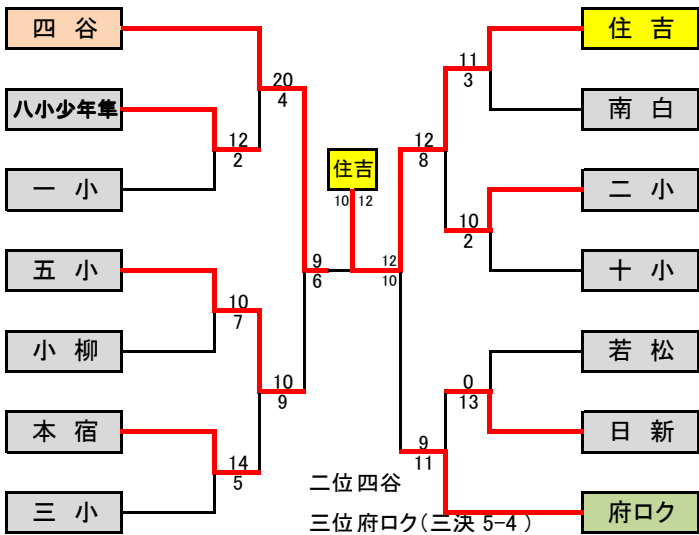 四 谷
八小少年隼
一 小
五 小
小 柳
本 宿
三 小
20
4
12
2
10
7
10
9
14
5
9
6
住吉
10 12
12
10
12
8
11
3
10
2
0
13
9
11
住 吉
南 白
二 小
十 小
若 松
日 新
府ロク
二位 四谷
三位 府ロク(三決 5-4 )